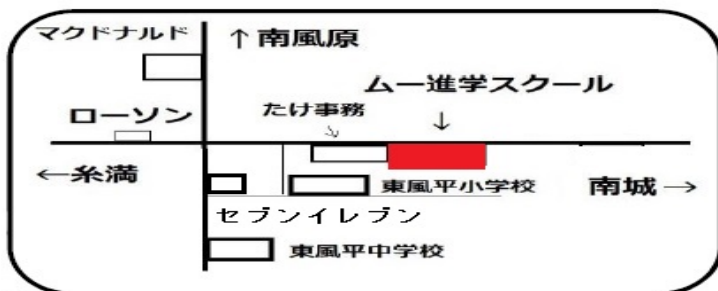 マクドナルド
↑南風原
ムー進学スクール
↓
ローソン
たけ事務
←糸満
東風平小学校
南城→
セブンイレブン
東風平中学校